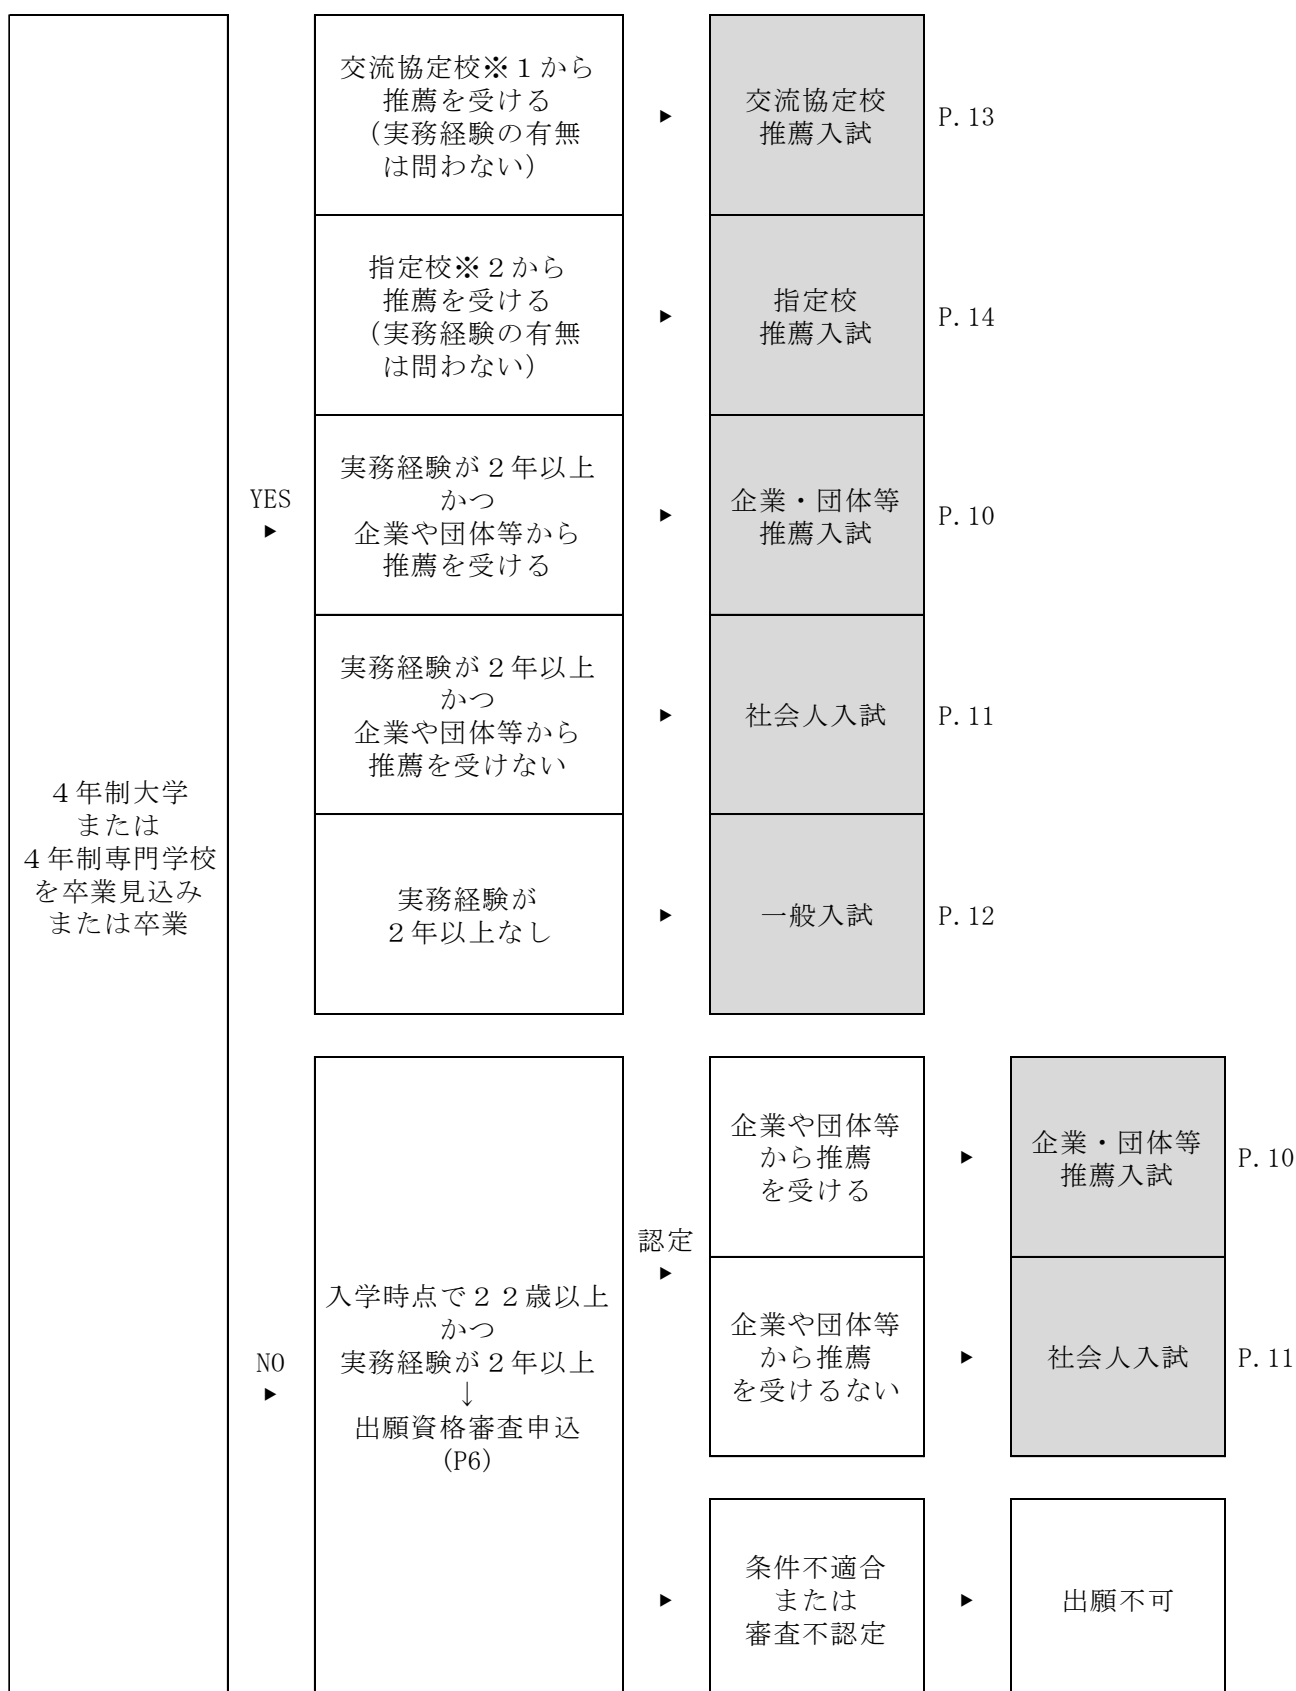 4年制大学
または
4年制専門学校
を卒業見込み
または卒業
YES
▶
交流協定校※1から
推薦を受ける
(実務経験の有無
は問わない)
▶
交流協定校
推薦入試
P.13
指定校※2から
推薦を受ける
(実務経験の有無
は問わない)
▶
指定校
推薦入試
P.14
実務経験が2年以上
かつ
企業や団体等から
推薦を受ける
▶
企業・団体等
推薦入試
P.10
実務経験が2年以上
かつ
企業や団体等から
推薦を受けない
▶
社会人入試
P.11
実務経験が
2年以上なし
▶
一般入試
P.12
NO
▶
入学時点で22歳以上
かつ
実務経験が2年以上
↓
出願資格審査申込
(P6)
認定
▶
企業や団体等
から推薦
を受ける
▶
企業・団体等
推薦入試
P.10
企業や団体等
から推薦
を受けるない
▶
社会人入試
P.11
▶
条件不適合
または
審査不認定
▶
出願不可